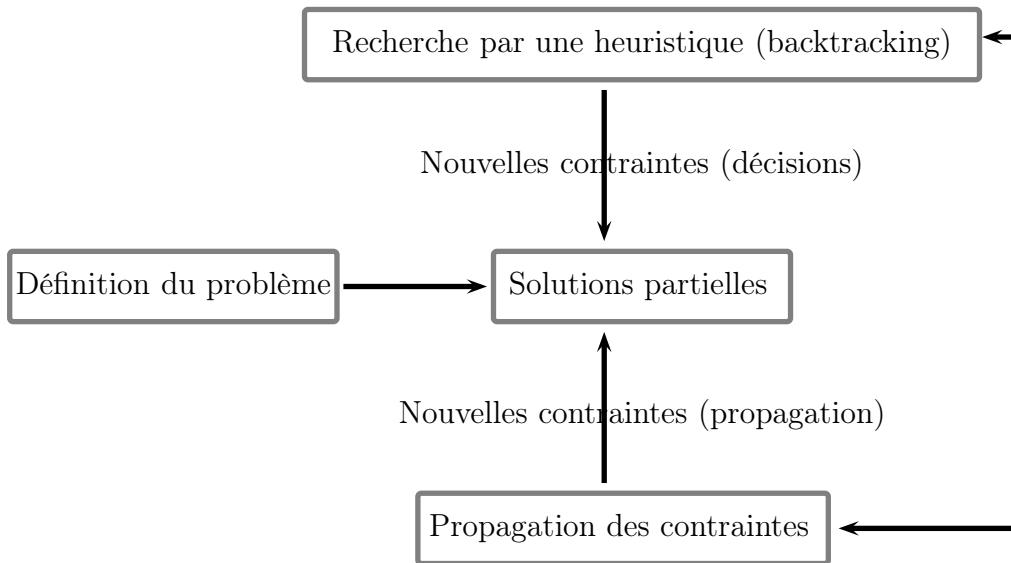 Recherche par une heuristique (backtracking)
Nouvelles contraintes (décisions)
Définition du problème
Solutions partielles
Nouvelles contraintes (propagation)
Propagation des contraintes